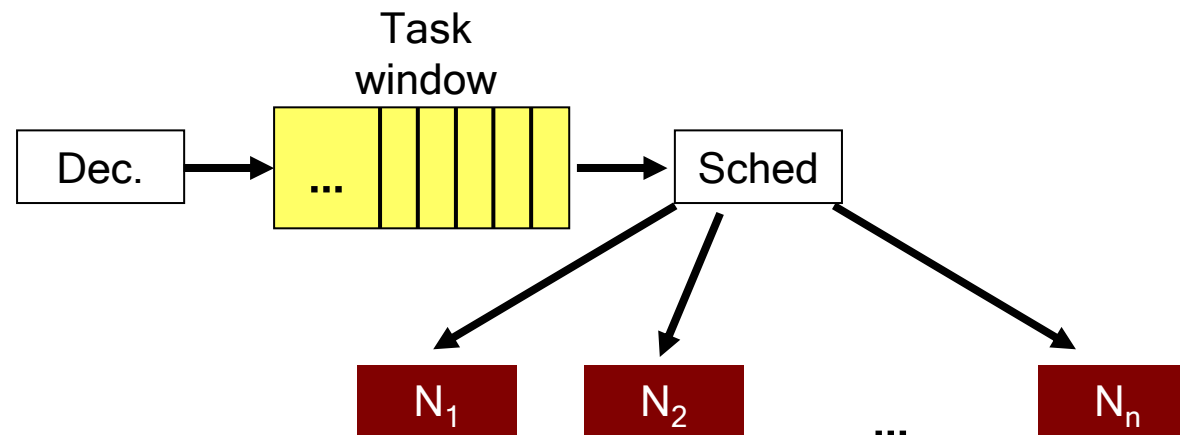 Task
window
Dec.
...
Sched
N₁
N₂
...
Nₙ